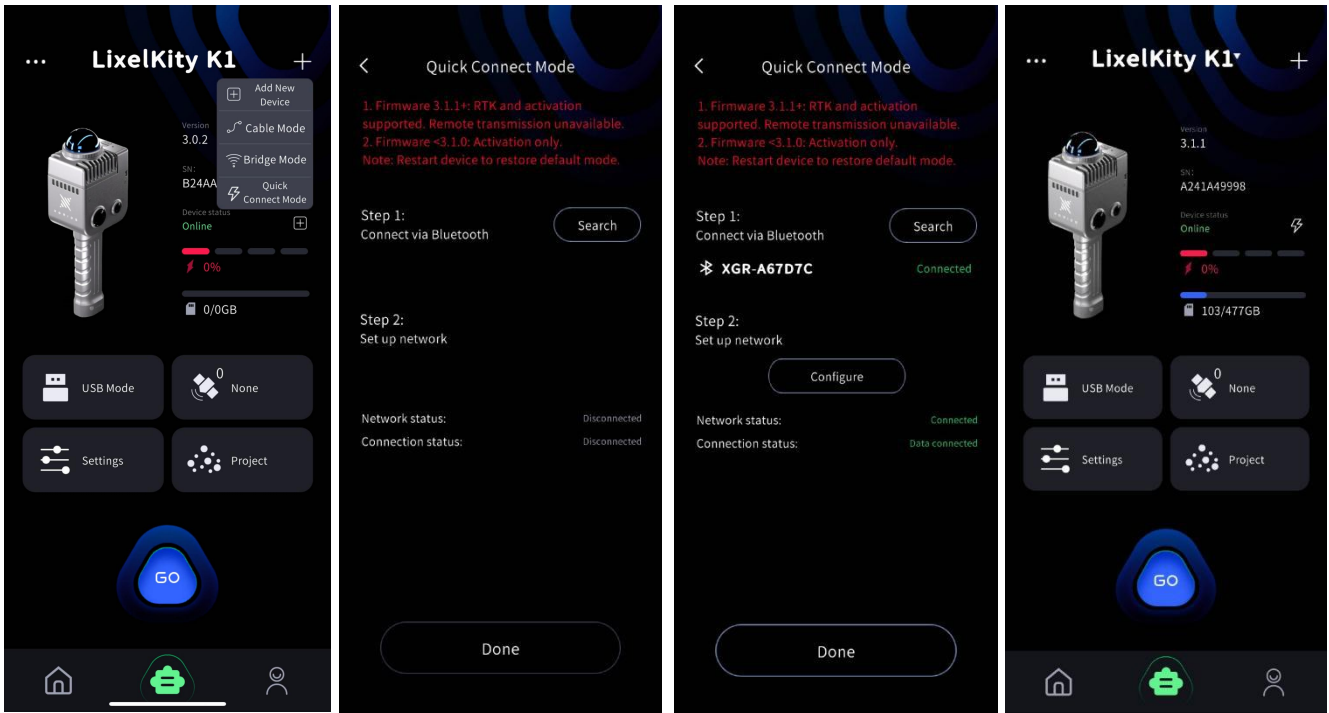 ...
LixelKity K1
+
Add New
Device
Cable Mode
Bridge Mode
Quick
Connect Mode
Version
3.0.2
SN:
B24AA
Device status
Online
0%
0/0GB
USB Mode
0
None
Settings
Project
GO
Quick Connect Mode
1. Firmware 3.1.1+: RTK and activation
supported. Remote transmission unavailable.
2. Firmware <3.1.0: Activation only.
Note: Restart device to restore default mode.
Step 1:
Connect via Bluetooth
Search
Step 2:
Set up network
Network status:
Disconnected
Connection status:
Disconnected
Done
Quick Connect Mode
1. Firmware 3.1.1+: RTK and activation
supported. Remote transmission unavailable.
2. Firmware <3.1.0: Activation only.
Note: Restart device to restore default mode.
Step 1:
Connect via Bluetooth
Search
XGR-A67D7C
Connected
Step 2:
Set up network
Configure
Network status:
Connected
Connection status:
Data connected
Done
...
LixelKity K1
+
Version
3.1.1
SN:
A241A49998
Device status
Online
0%
103/477GB
USB Mode
0
None
Settings
Project
GO